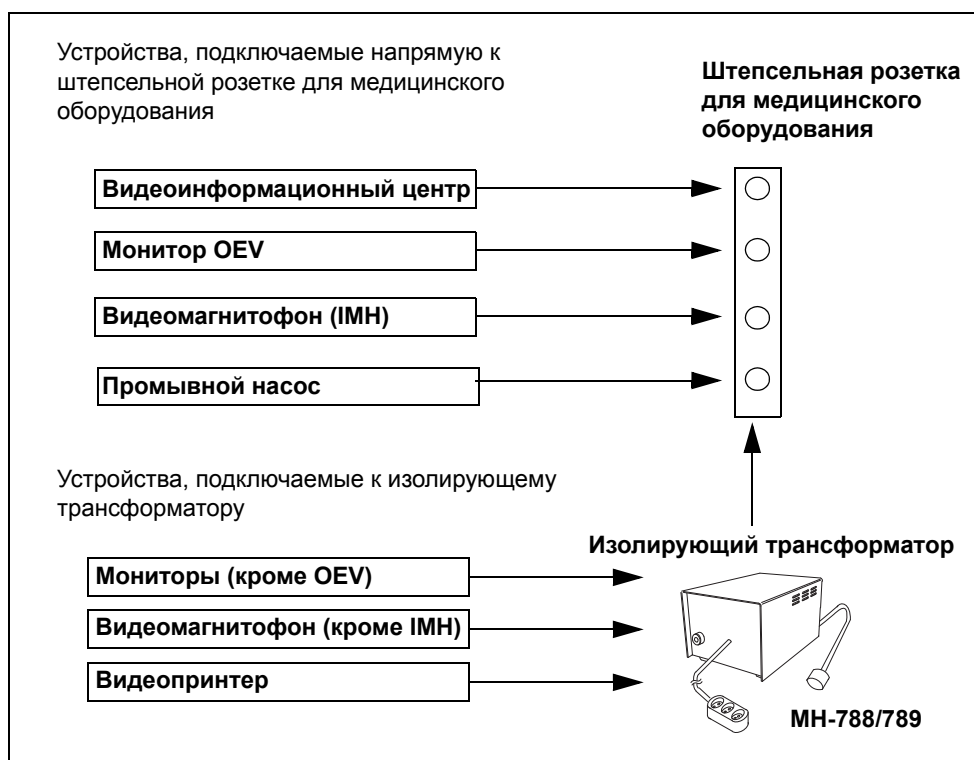 Устройства, подключаемые напрямую к
штепсельной розетке для медицинского
оборудования
Штепсельная розетка
для медицинского
оборудования
Видеоинформационный центр
Монитор OEV
Видеомагнитофон (IMH)
Промывной насос
Устройства, подключаемые к изолирующему
трансформатору
Изолирующий трансформатор
Мониторы (кроме OEV)
Видеомагнитофон (кроме IMH)
Видеопринтер
MH-788/789